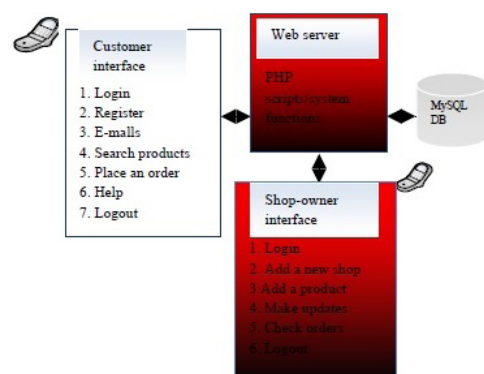 Customer
interface
1. Login
2. Register
3. E-malls
4. Search products
5. Place an order
6. Help
7. Logout
Web server
PHP
scripts/system
functions
MySQL
DB
Shop-owner
interface
1. Login
2. Add a new shop
3 Add a product
4. Make updates
5. Check orders
6. Logout